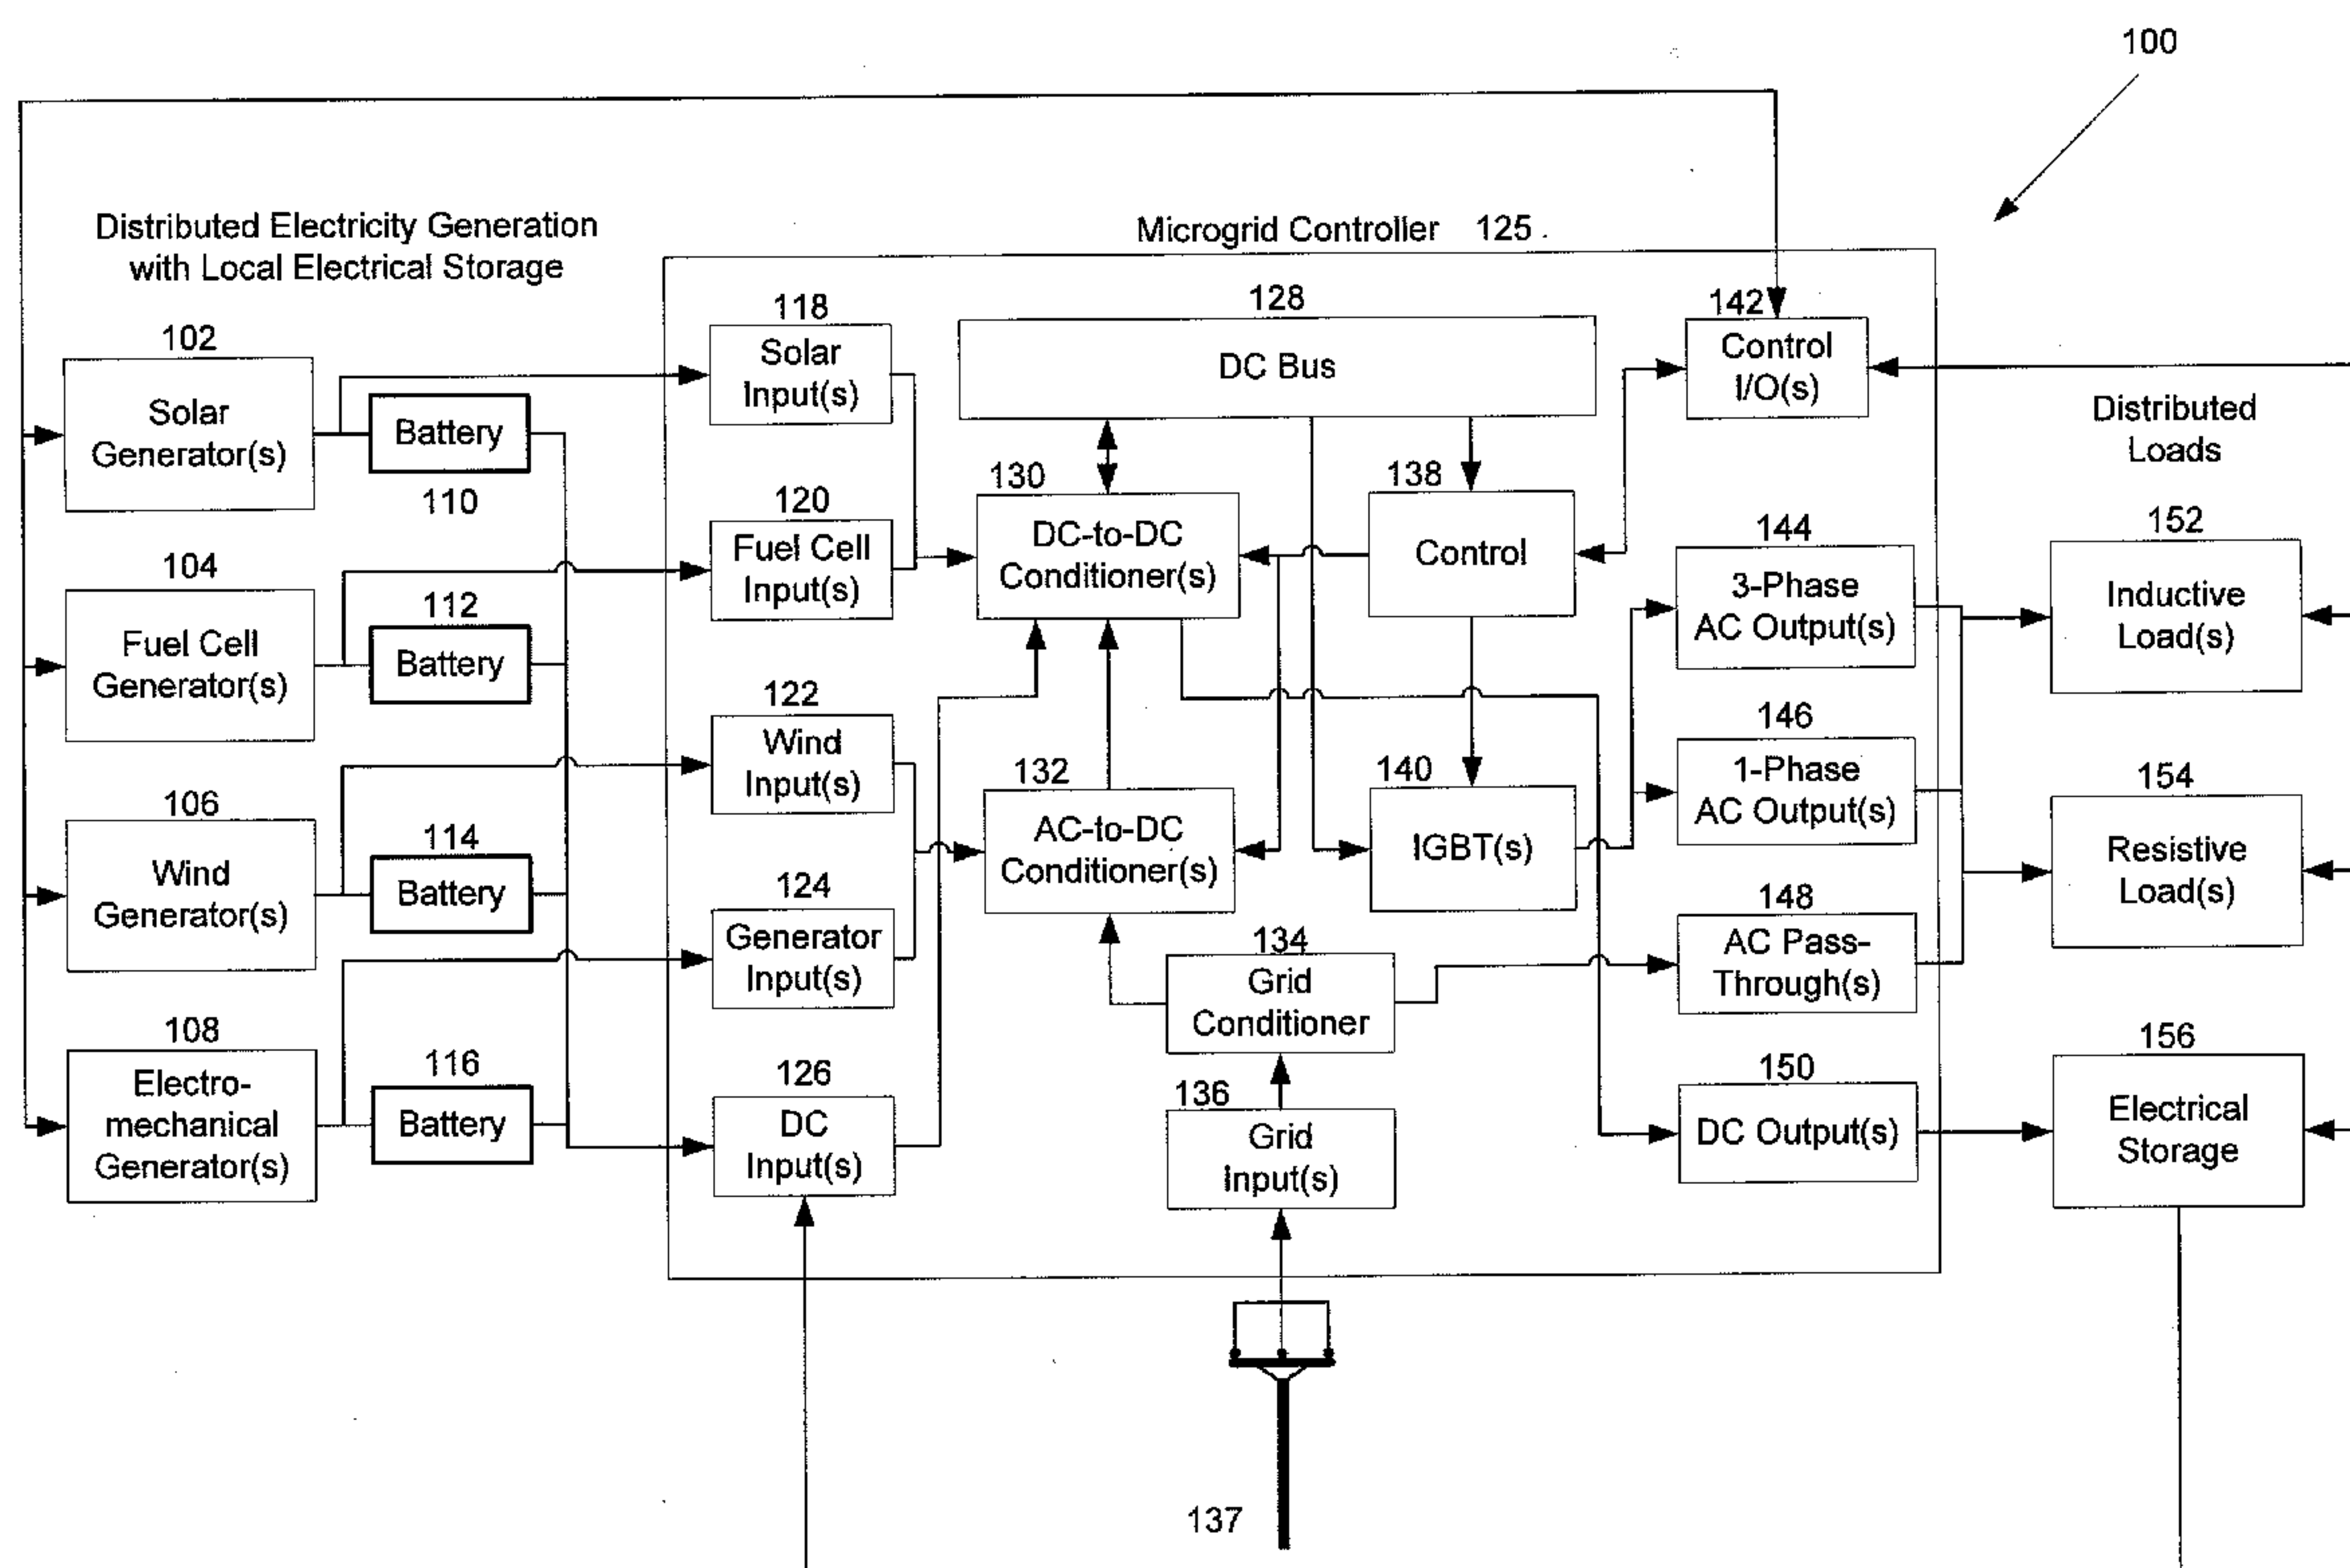 100
Distributed Electricity Generation
with Local Electrical Storage
Microgrid Controller 125
102
Solar
Generator(s)
Battery
110
104
Fuel Cell
Generator(s)
112
Battery
106
Wind
Generator(s)
114
Battery
108
Electro-
mechanical
Generator(s)
116
Battery
118
Solar
Input(s)
120
Fuel Cell
Input(s)
122
Wind
Input(s)
124
Generator
Input(s)
126
DC
Input(s)
128
DC Bus
130
DC-to-DC
Conditioner(s)
132
AC-to-DC
Conditioner(s)
134
Grid
Conditioner
136
Grid
Input(s)
137
138
Control
140
IGBT(s)
142
Control
I/O(s)
144
3-Phase
AC Output(s)
146
1-Phase
AC Output(s)
148
AC Pass-
Through(s)
150
DC Output(s)
Distributed
Loads
152
Inductive
Load(s)
154
Resistive
Load(s)
156
Electrical
Storage